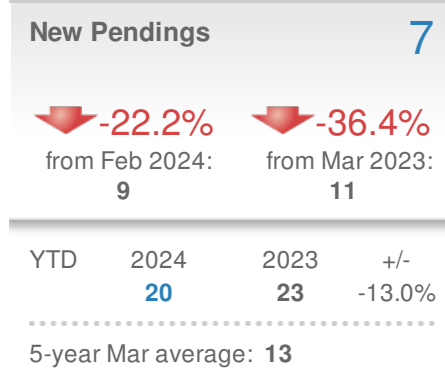 New Pendings 7
-22.2% -36.4%
from Feb 2024: from Mar 2023:
9 11
YTD 2024 2023 +/-
20 23 -13.0%
5-year Mar average: 13